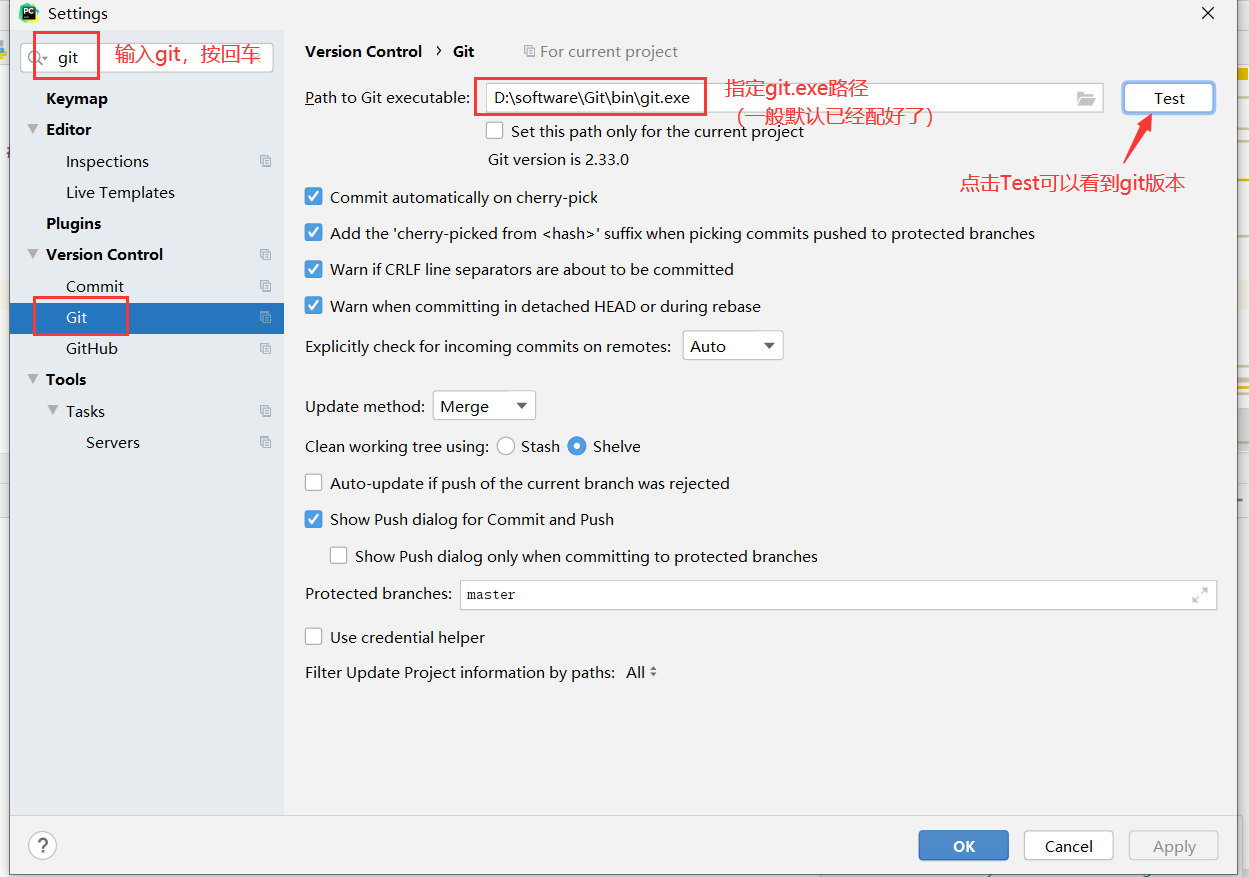 Settings
git
输入git，按回车
Keymap
Editor
Inspections
Live Templates
Plugins
Version Control
Commit
Git
GitHub
Tools
Tasks
Servers
Version Control › Git
For current project
Path to Git executable:
D:\software\Git\bin\git.exe
指定git.exe路径
（一般默认已经配好了）
Test
Set this path only for the current project
Git version is 2.33.0
点击Test可以看到git版本
Commit automatically on cherry-pick
Add the 'cherry-picked from <hash>' suffix when picking commits pushed to protected branches
Warn if CRLF line separators are about to be committed
Warn when committing in detached HEAD or during rebase
Explicitly check for incoming commits on remotes: Auto
Update method: Merge
Clean working tree using: Stash Shelve
Auto-update if push of the current branch was rejected
Show Push dialog for Commit and Push
Show Push dialog only when committing to protected branches
Protected branches: master
Use credential helper
Filter Update Project information by paths: All
?
OK
Cancel
Apply